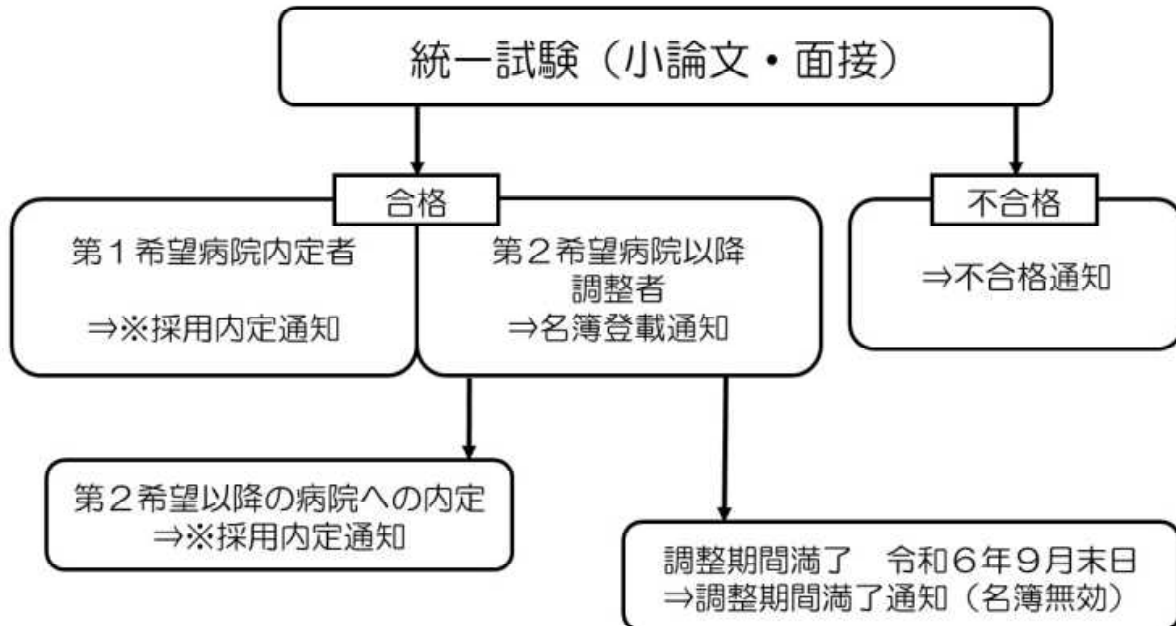 統一試験（小論文・面接）
合格
不合格
第１希望病院内定者
⇒※採用内定通知
第２希望病院以降
調整者
⇒名簿登載通知
⇒不合格通知
第２希望以降の病院への内定
⇒※採用内定通知
調整期間満了　令和６年９月末日
⇒調整期間満了通知（名簿無効）